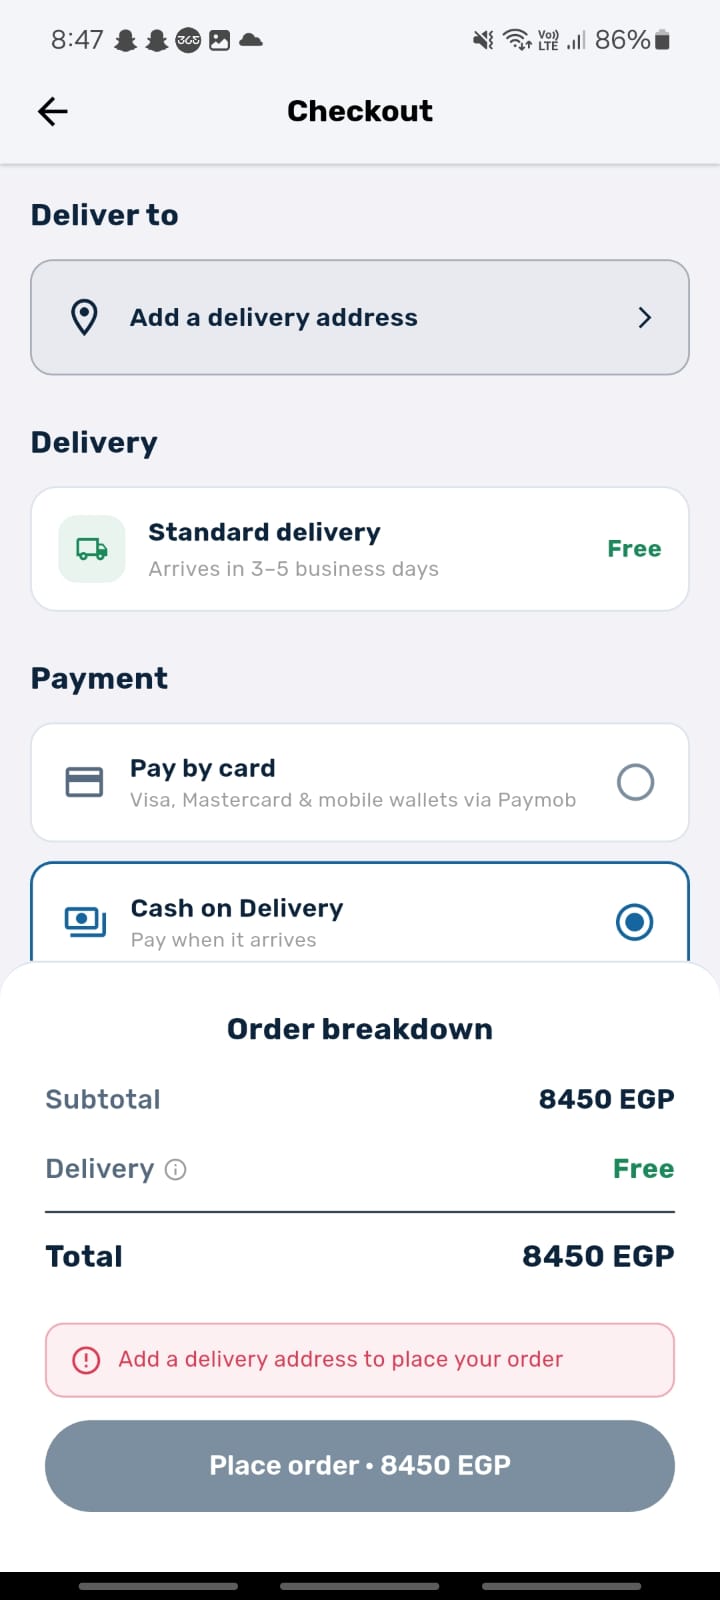 8:47 365 Vo)) LTE 86%
Checkout
Deliver to
Add a delivery address
Delivery
Standard delivery
Arrives in 3–5 business days
Free
Payment
Pay by card
Visa, Mastercard & mobile wallets via Paymob
Cash on Delivery
Pay when it arrives
Order breakdown
Subtotal 8450 EGP
Delivery Free
Total 8450 EGP
Add a delivery address to place your order
Place order • 8450 EGP